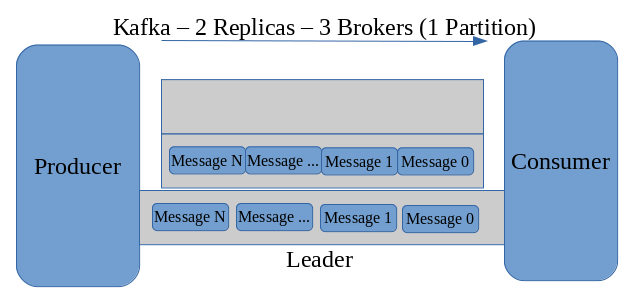 Kafka – 2 Replicas – 3 Brokers (1 Partition)
Producer
Message N Message ... Message 1 Message 0
Message N Message ... Message 1 Message 0
Consumer
Leader